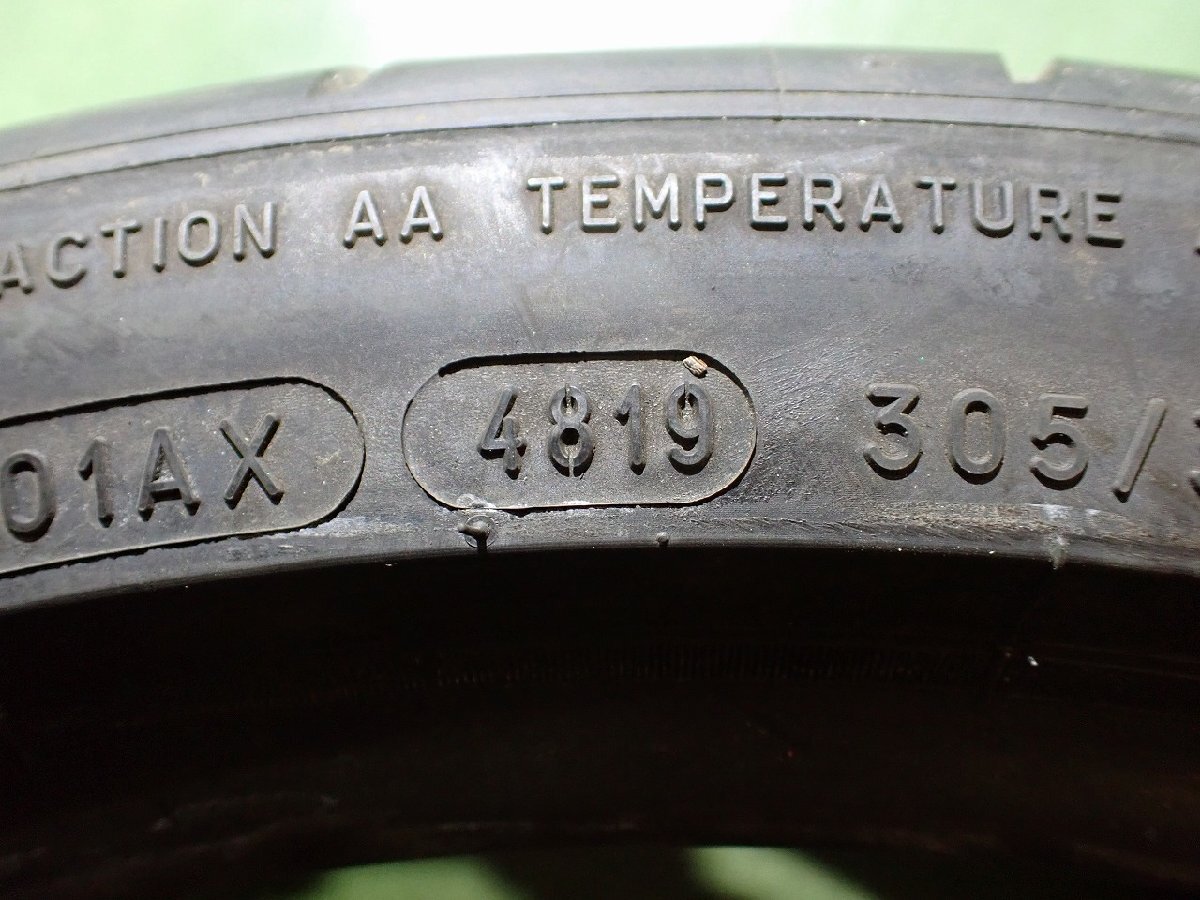 ACTION AA TEMPERATURE
01AX 4819 305/